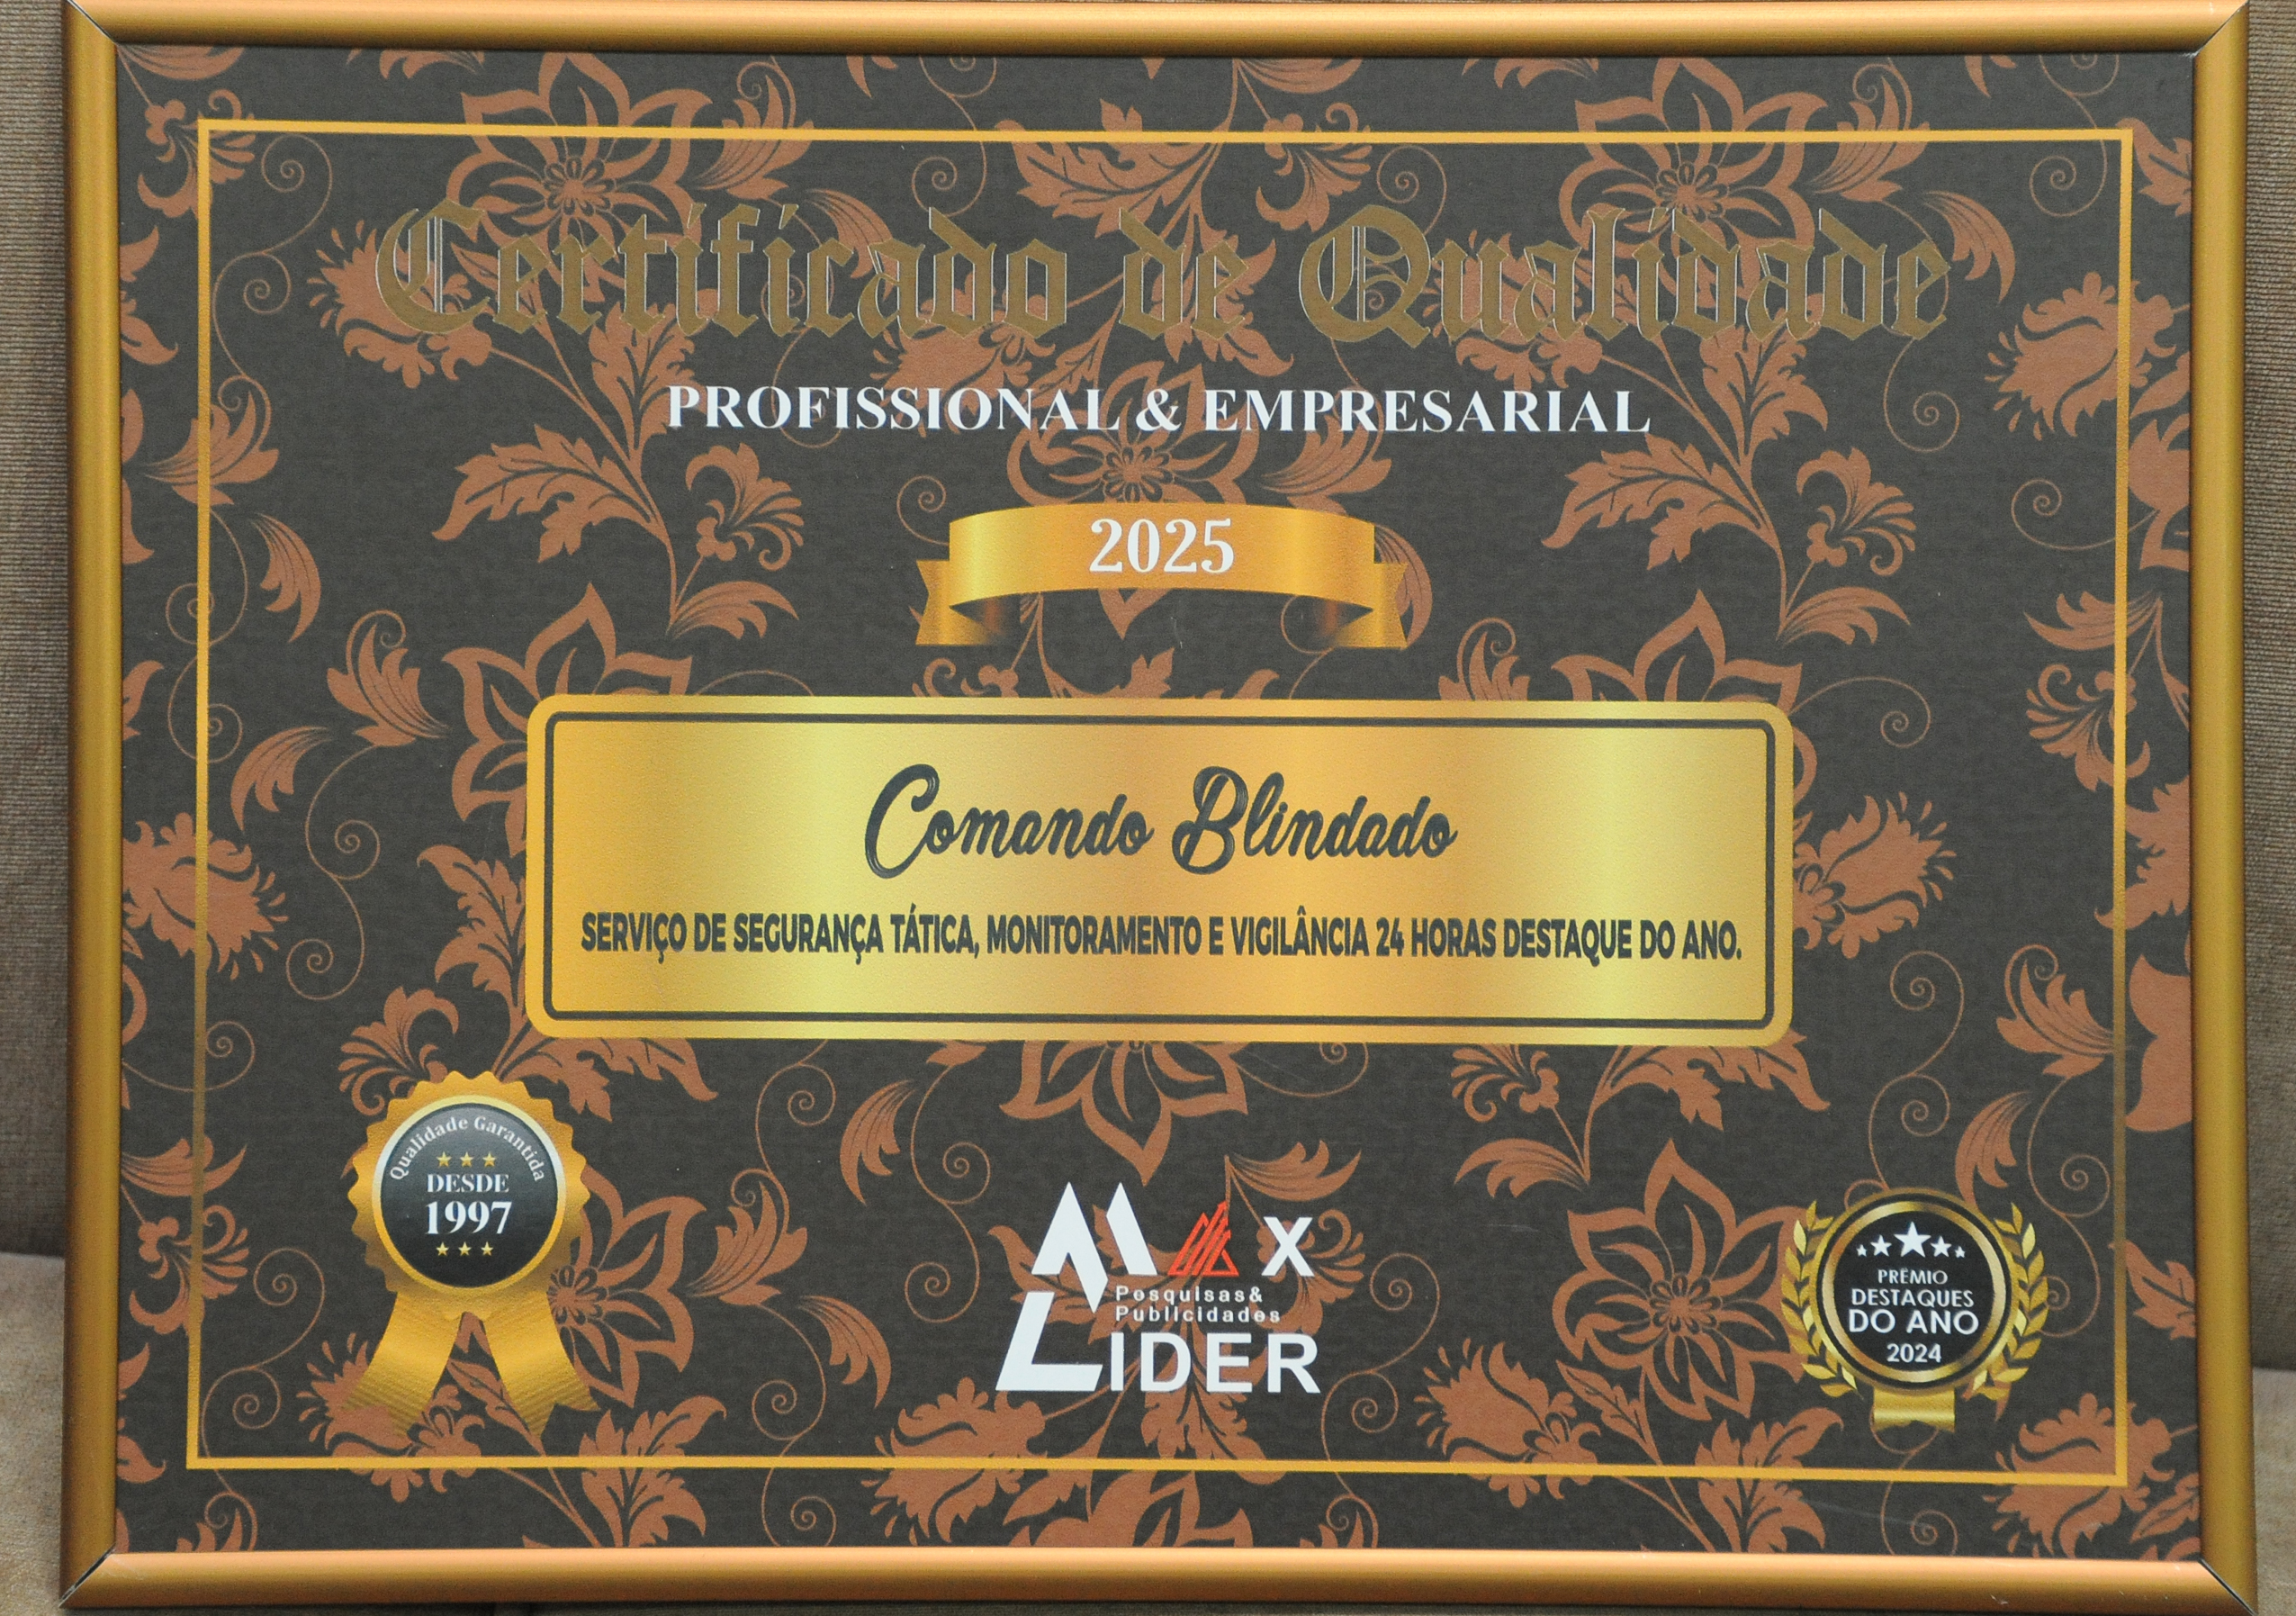 Certificado de Qualidade
PROFISSIONAL & EMPRESARIAL
2025
Comando Blindado
SERVIÇO DE SEGURANÇA TÁTICA, MONITORAMENTO E VIGILÂNCIA 24 HORAS DESTAQUE DO ANO.
Qualidade Garantida
DESDE
1997
MAX
Pesquisas&
Publicidades
LIDER
PRÊMIO
DESTAQUES
DO ANO
2024